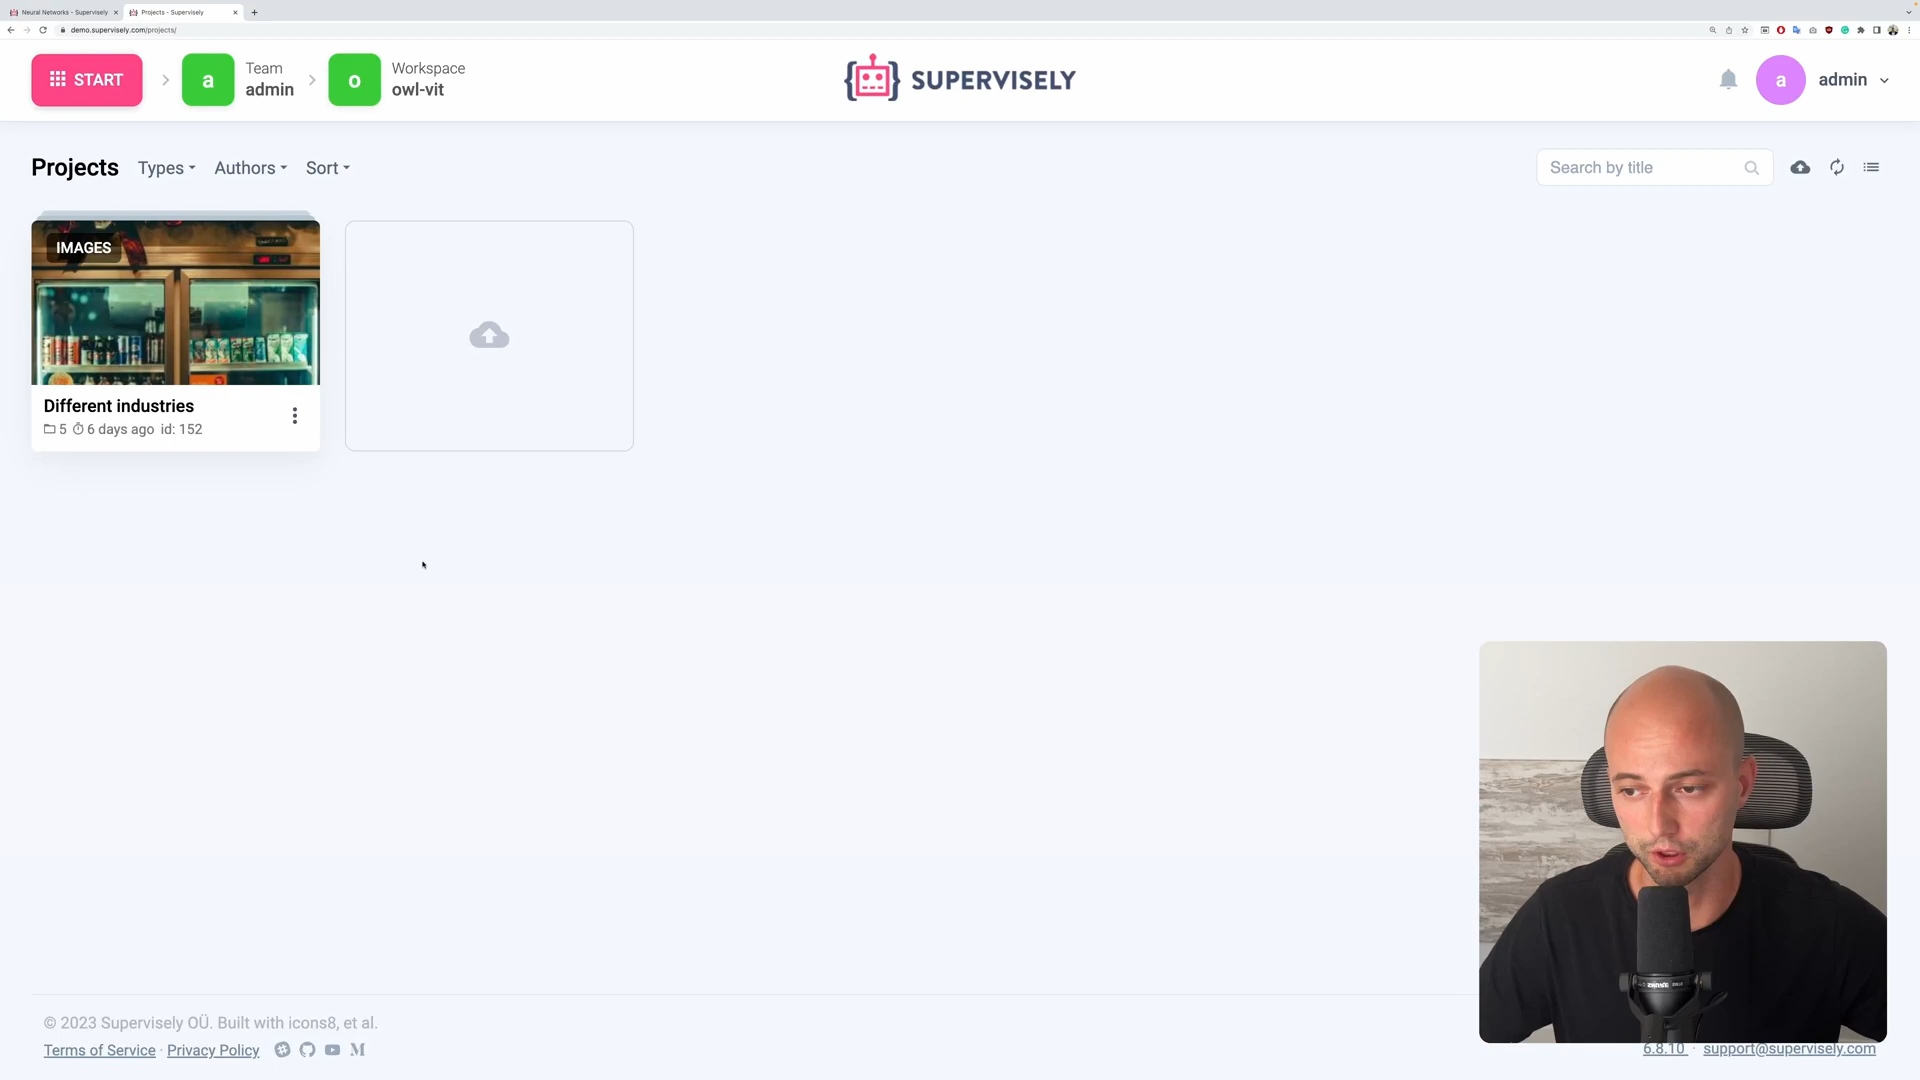 Neural Networks - Supervisely
Projects - Supervisely
demo.supervisely.com/projects/
START
a
Team
admin
o
Workspace
owl-vit
SUPERVISELY
a
admin
Projects
Types
Authors
Sort
Search by title
IMAGES
Different industries
5
6 days ago
id: 152
© 2023 Supervisely OÜ. Built with icons8, et al.
Terms of Service · Privacy Policy
6.8.10 · support@supervisely.com